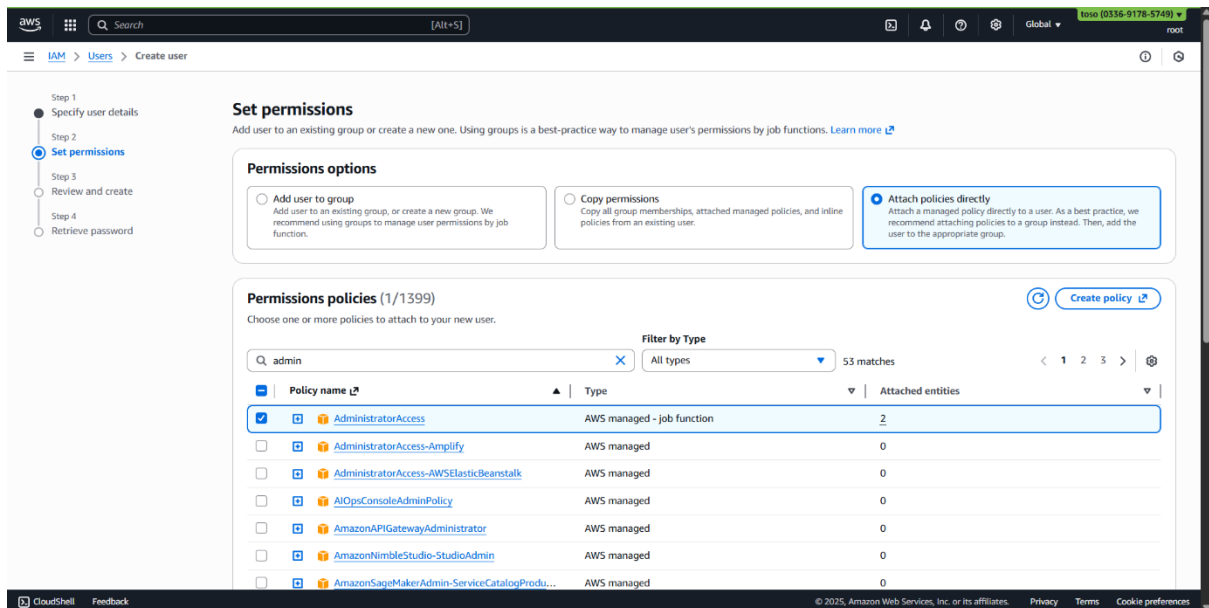 aws
Search [Alt+S]
Global
toso (0336-9178-5749)
root
IAM > Users > Create user
Step 1
Specify user details
Step 2
Set permissions
Step 3
Review and create
Step 4
Retrieve password
Set permissions
Add user to an existing group or create a new one. Using groups is a best-practice way to manage user's permissions by job functions. Learn more
Permissions options
Add user to group
Add user to an existing group, or create a new group. We
recommend using groups to manage user permissions by job
function.
Copy permissions
Copy all group memberships, attached managed policies, and inline
policies from an existing user.
Attach policies directly
Attach a managed policy directly to a user. As a best practice, we
recommend attaching policies to a group instead. Then, add the
user to the appropriate group.
Permissions policies (1/1399)
Create policy
Choose one or more policies to attach to your new user.
Filter by Type
admin
All types
53 matches
1 2 3
Policy name Type Attached entities
AdministratorAccess AWS managed - job function 2
AdministratorAccess-Amplify AWS managed 0
AdministratorAccess-AWSElasticBeanstalk AWS managed 0
AIOpsConsoleAdminPolicy AWS managed 0
AmazonAPIGatewayAdministrator AWS managed 0
AmazonNimbleStudio-StudioAdmin AWS managed 0
AmazonSageMakerAdmin-ServiceCatalogProdu... AWS managed 0
CloudShell Feedback © 2025, Amazon Web Services, Inc. or its affiliates. Privacy Terms Cookie preferences